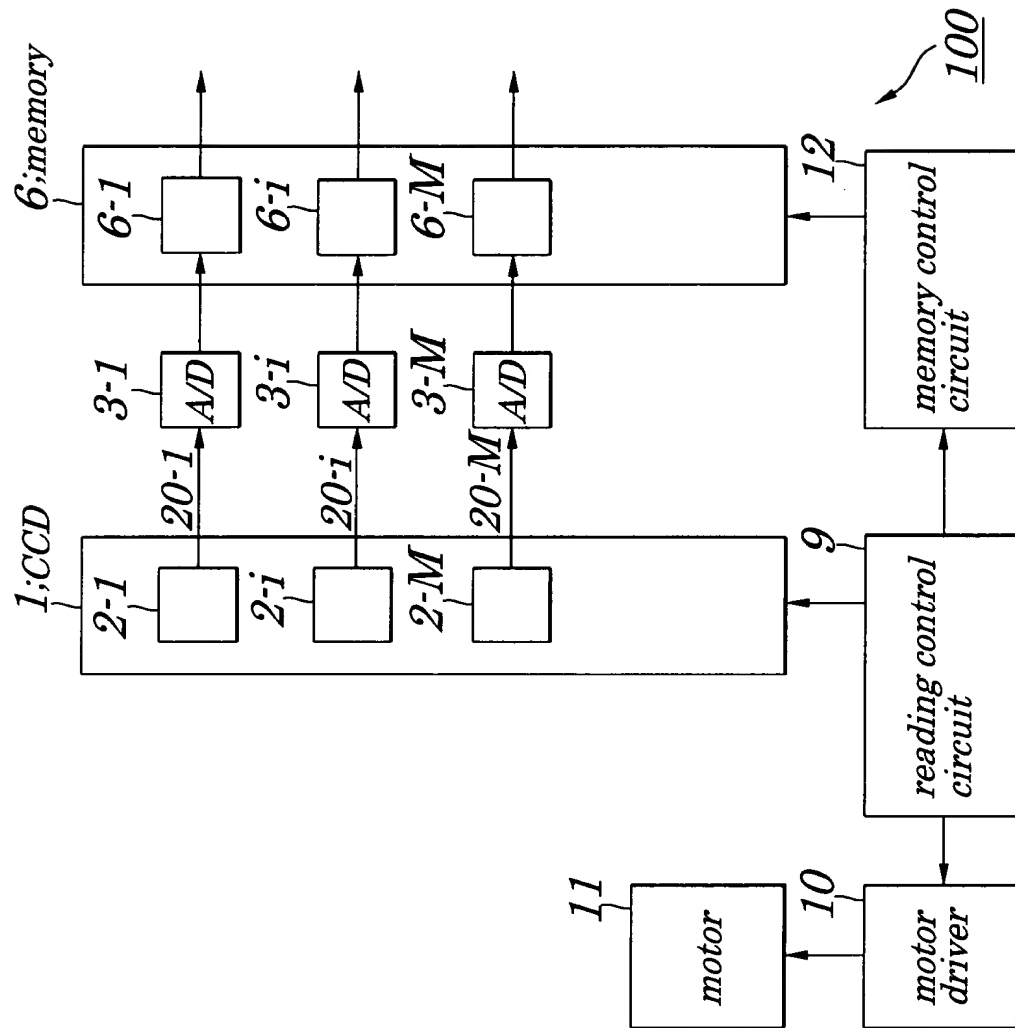 1;CCD
6;memory
2-1
20-1
3-1
A/D
6-1
2-i
20-i
3-i
A/D
6-i
2-M
20-M
3-M
A/D
6-M
11
motor
10
motor
driver
9
reading control
circuit
12
memory control
circuit
100